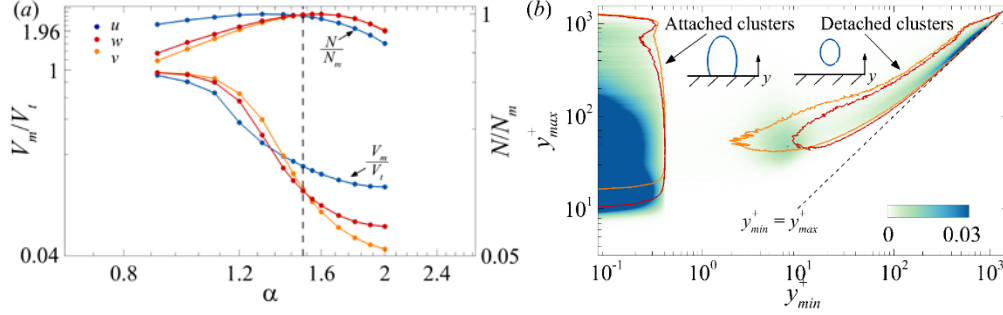 (a)
u
w
v
1.96
1
0.04
V_m/V_t
N/N_m
V_m/V_t
N/N_m
1
0.05
0.8 1.2 1.6 2 2.4
α
(b)
Attached clusters
Detached clusters
y
y
10^3
10^2
10^1
y^+_max
y^+_min = y^+_max
0 0.03
10^-1 10^0 10^1 10^2 10^3
y^+_min